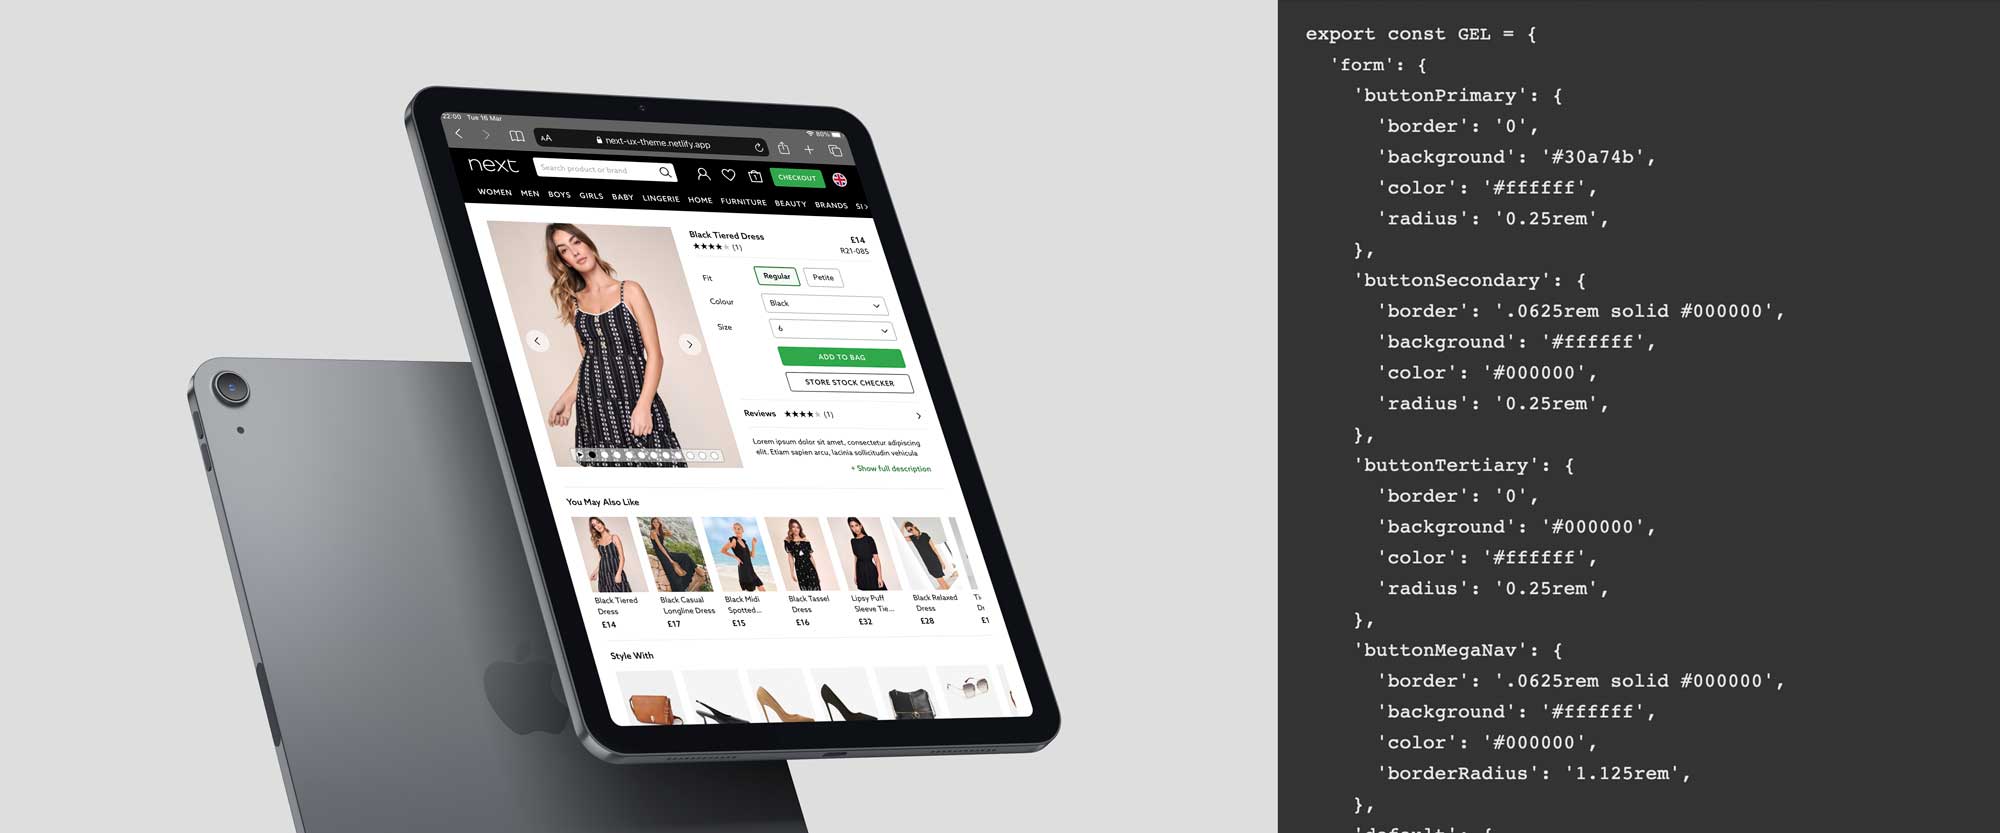 22:00 Tue 16 Mar
80%
AA
next-ux-theme.netlify.app
next
Search product or brand
1
CHECKOUT
WOMEN MEN BOYS GIRLS BABY LINGERIE HOME FURNITURE BEAUTY BRANDS
Black Tiered Dress
£14
★★★★★ (1)
R21-085
Fit
Regular
Petite
Colour
Black
Size
6
ADD TO BAG
STORE STOCK CHECKER
Reviews ★★★★★ (1)
Lorem ipsum dolor sit amet, consectetur adipiscing
elit. Etiam sapien arcu, lacinia sollicitudin vehicula
+ Show full description
You May Also Like
Black Tiered
Dress
£14
Black Casual
Longline Dress
£17
Black Midi
Spotted...
£15
Black Tassel
Dress
£16
Lipsy Puff
Sleeve Tie...
£32
Black Relaxed
Dress
£28
Style With
export const GEL = {
'form': {
'buttonPrimary': {
'border': '0',
'background': '#30a74b',
'color': '#ffffff',
'radius': '0.25rem',
},
'buttonSecondary': {
'border': '.0625rem solid #000000',
'background': '#ffffff',
'color': '#000000',
'radius': '0.25rem',
},
'buttonTertiary': {
'border': '0',
'background': '#000000',
'color': '#ffffff',
'radius': '0.25rem',
},
'buttonMegaNav': {
'border': '.0625rem solid #000000',
'background': '#ffffff',
'color': '#000000',
'borderRadius': '1.125rem',
},
'default': {